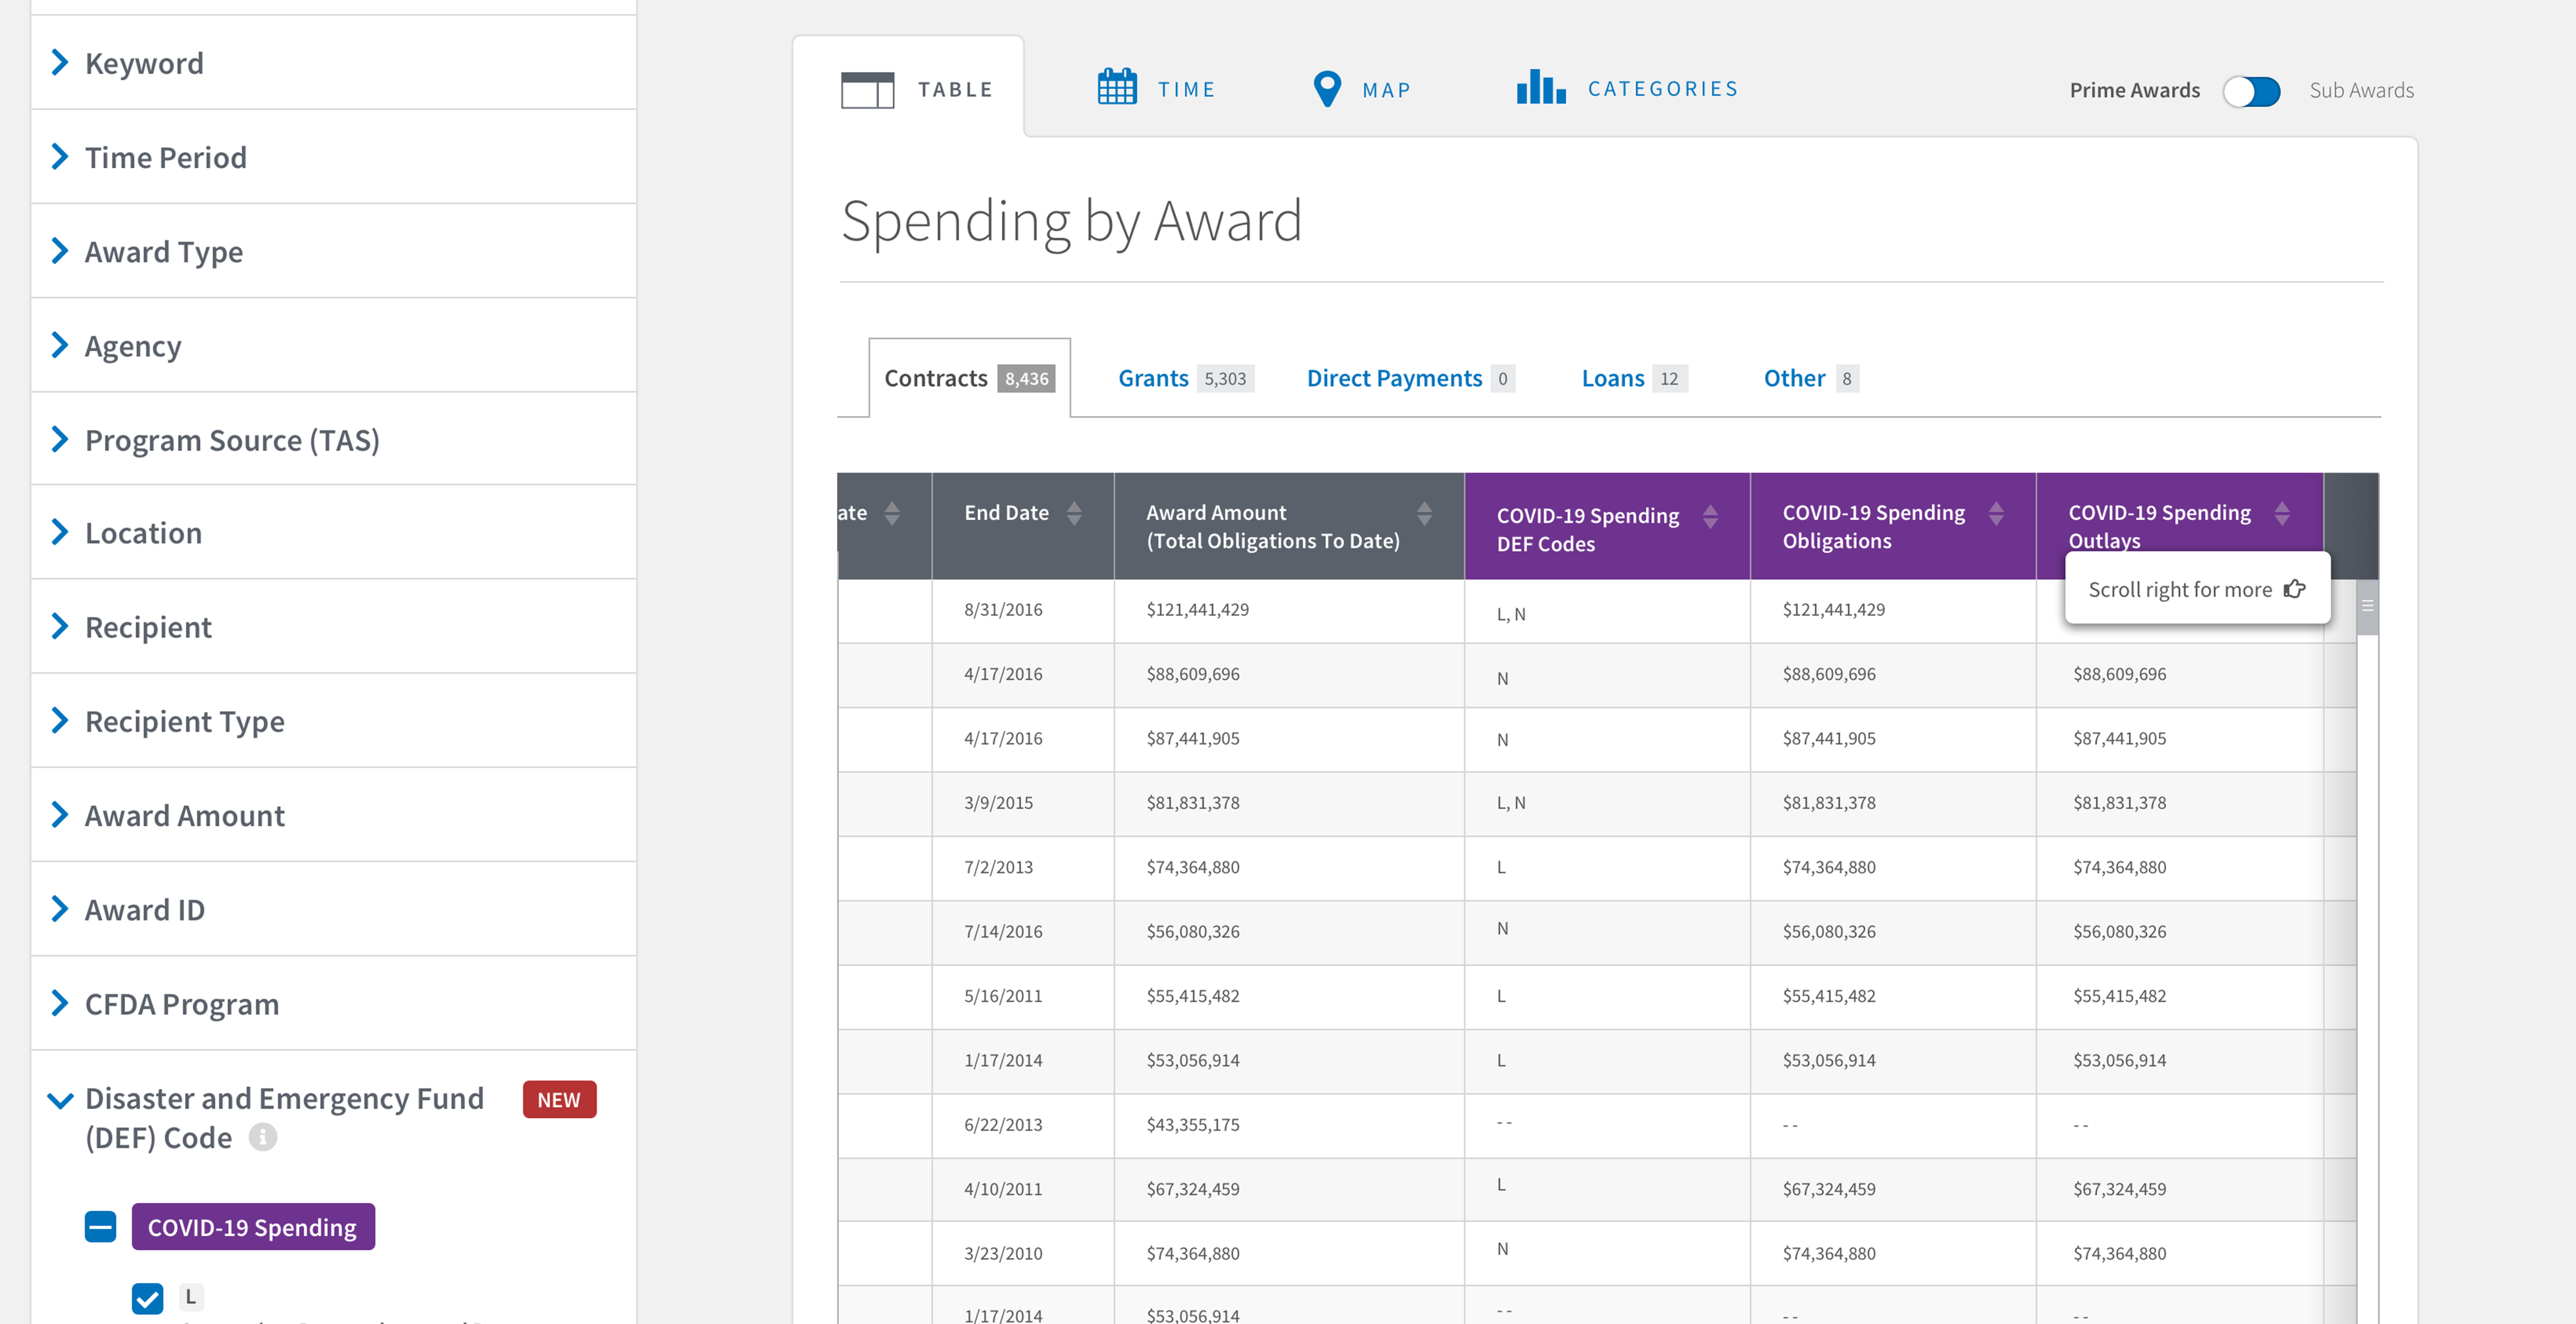 Keyword
Time Period
Award Type
Agency
Program Source (TAS)
Location
Recipient
Recipient Type
Award Amount
Award ID
CFDA Program
Disaster and Emergency Fund
(DEF) Code
NEW
COVID-19 Spending
L
TABLE
TIME
MAP
CATEGORIES
Prime Awards
Sub Awards
Spending by Award
Contracts 8,436
Grants 5,303
Direct Payments 0
Loans 12
Other 8
ate
End Date
Award Amount
(Total Obligations To Date)
COVID-19 Spending
DEF Codes
COVID-19 Spending
Obligations
COVID-19 Spending
Outlays
Scroll right for more
8/31/2016 $121,441,429 L, N $121,441,429
4/17/2016 $88,609,696 N $88,609,696 $88,609,696
4/17/2016 $87,441,905 N $87,441,905 $87,441,905
3/9/2015 $81,831,378 L, N $81,831,378 $81,831,378
7/2/2013 $74,364,880 L $74,364,880 $74,364,880
7/14/2016 $56,080,326 N $56,080,326 $56,080,326
5/16/2011 $55,415,482 L $55,415,482 $55,415,482
1/17/2014 $53,056,914 L $53,056,914 $53,056,914
6/22/2013 $43,355,175 -- -- --
4/10/2011 $67,324,459 L $67,324,459 $67,324,459
3/23/2010 $74,364,880 N $74,364,880 $74,364,880
1/17/2014 $53,056,914 -- -- --